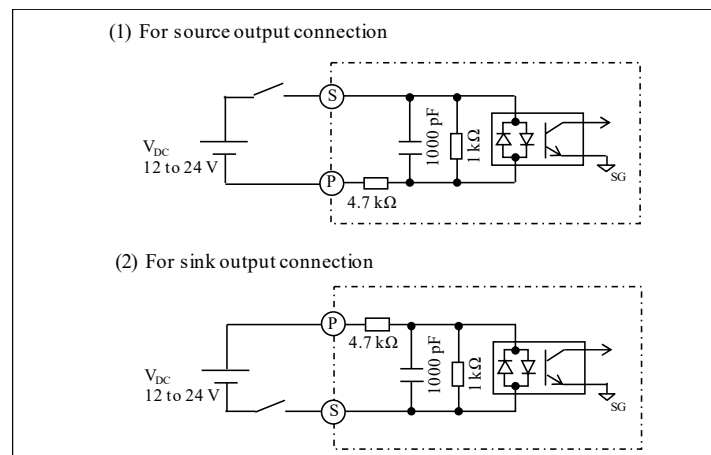 (1) For source output connection
S
V_DC
12 to 24 V
1000 pF
1 kΩ
SG
P
4.7 kΩ
(2) For sink output connection
P
4.7 kΩ
V_DC
12 to 24 V
1000 pF
1 kΩ
SG
S